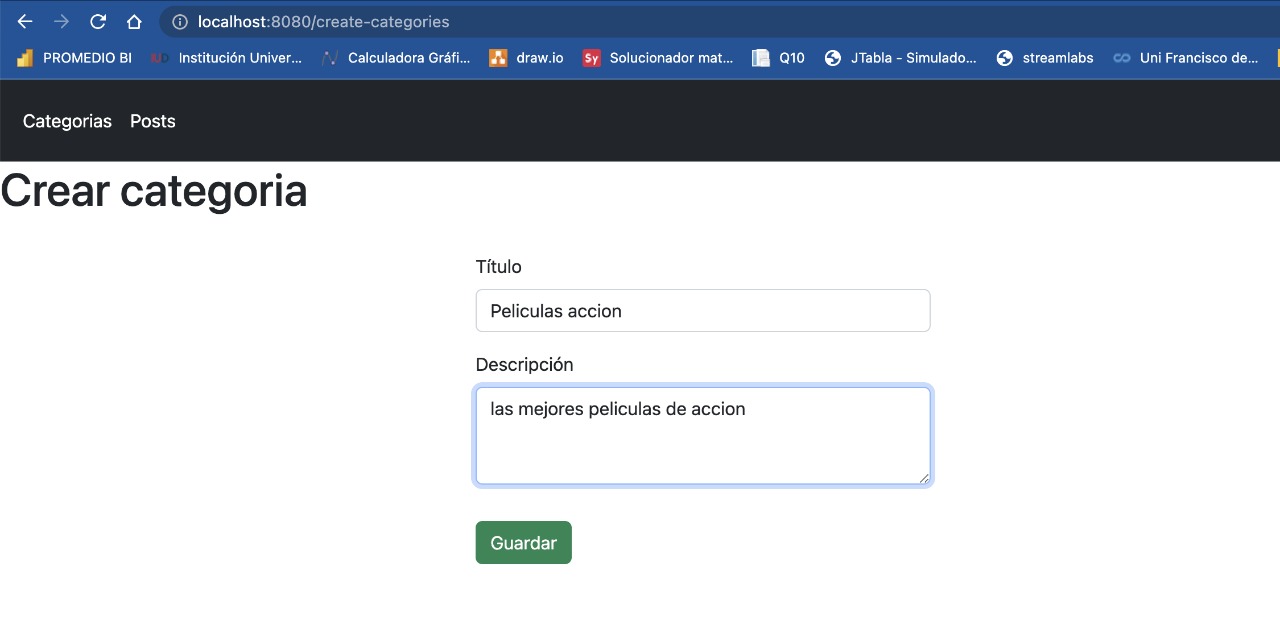 localhost:8080/create-categories
PROMEDIO BI Institución Univer... Calculadora Gráfi... draw.io Sy Solucionador mat... Q10 JTabla - Simulado... streamlabs Uni Francisco de...
Categorias Posts
Crear categoria
Título
Peliculas accion
Descripción
las mejores peliculas de accion
Guardar